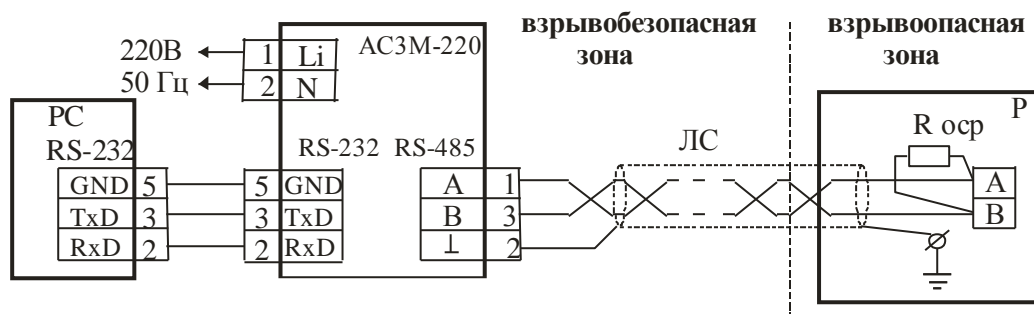 взрывобезопасная
зона
взрывоопасная
зона
220В
50 Гц
1 Li
2 N
АС3М-220
PC
RS-232
GND 5
TxD 3
RxD 2
RS-232
5 GND
3 TxD
2 RxD
RS-485
A 1
B 3
⊥ 2
ЛС
Р
R оср
A
B